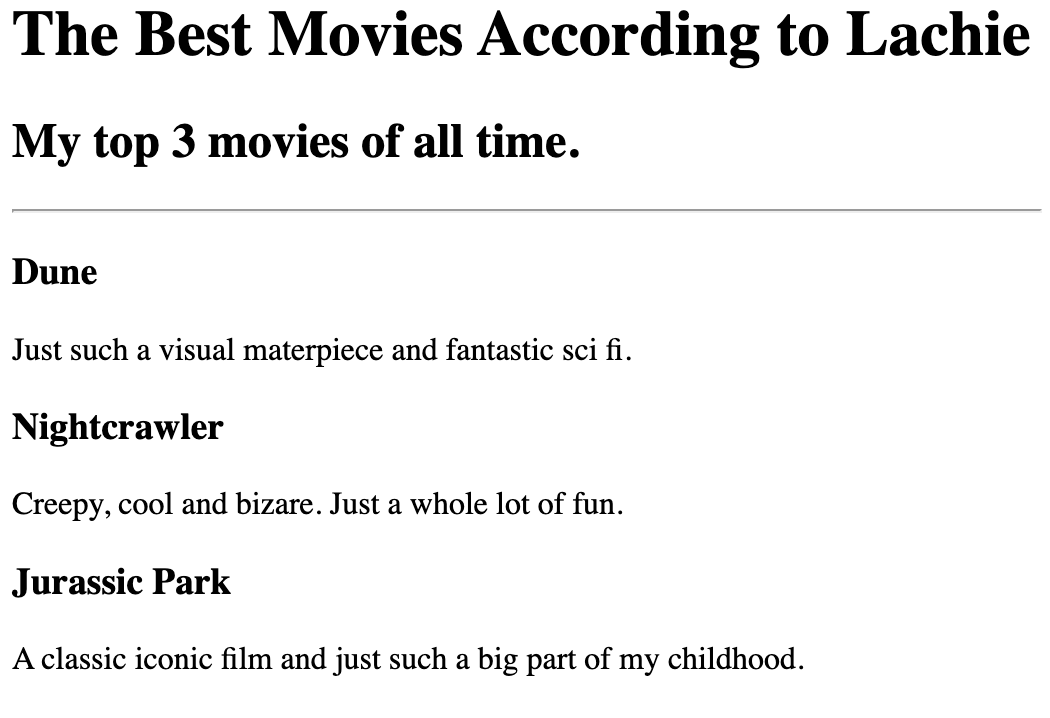 The Best Movies According to Lachie
My top 3 movies of all time.
Dune
Just such a visual materpiece and fantastic sci fi.
Nightcrawler
Creepy, cool and bizare. Just a whole lot of fun.
Jurassic Park
A classic iconic film and just such a big part of my childhood.